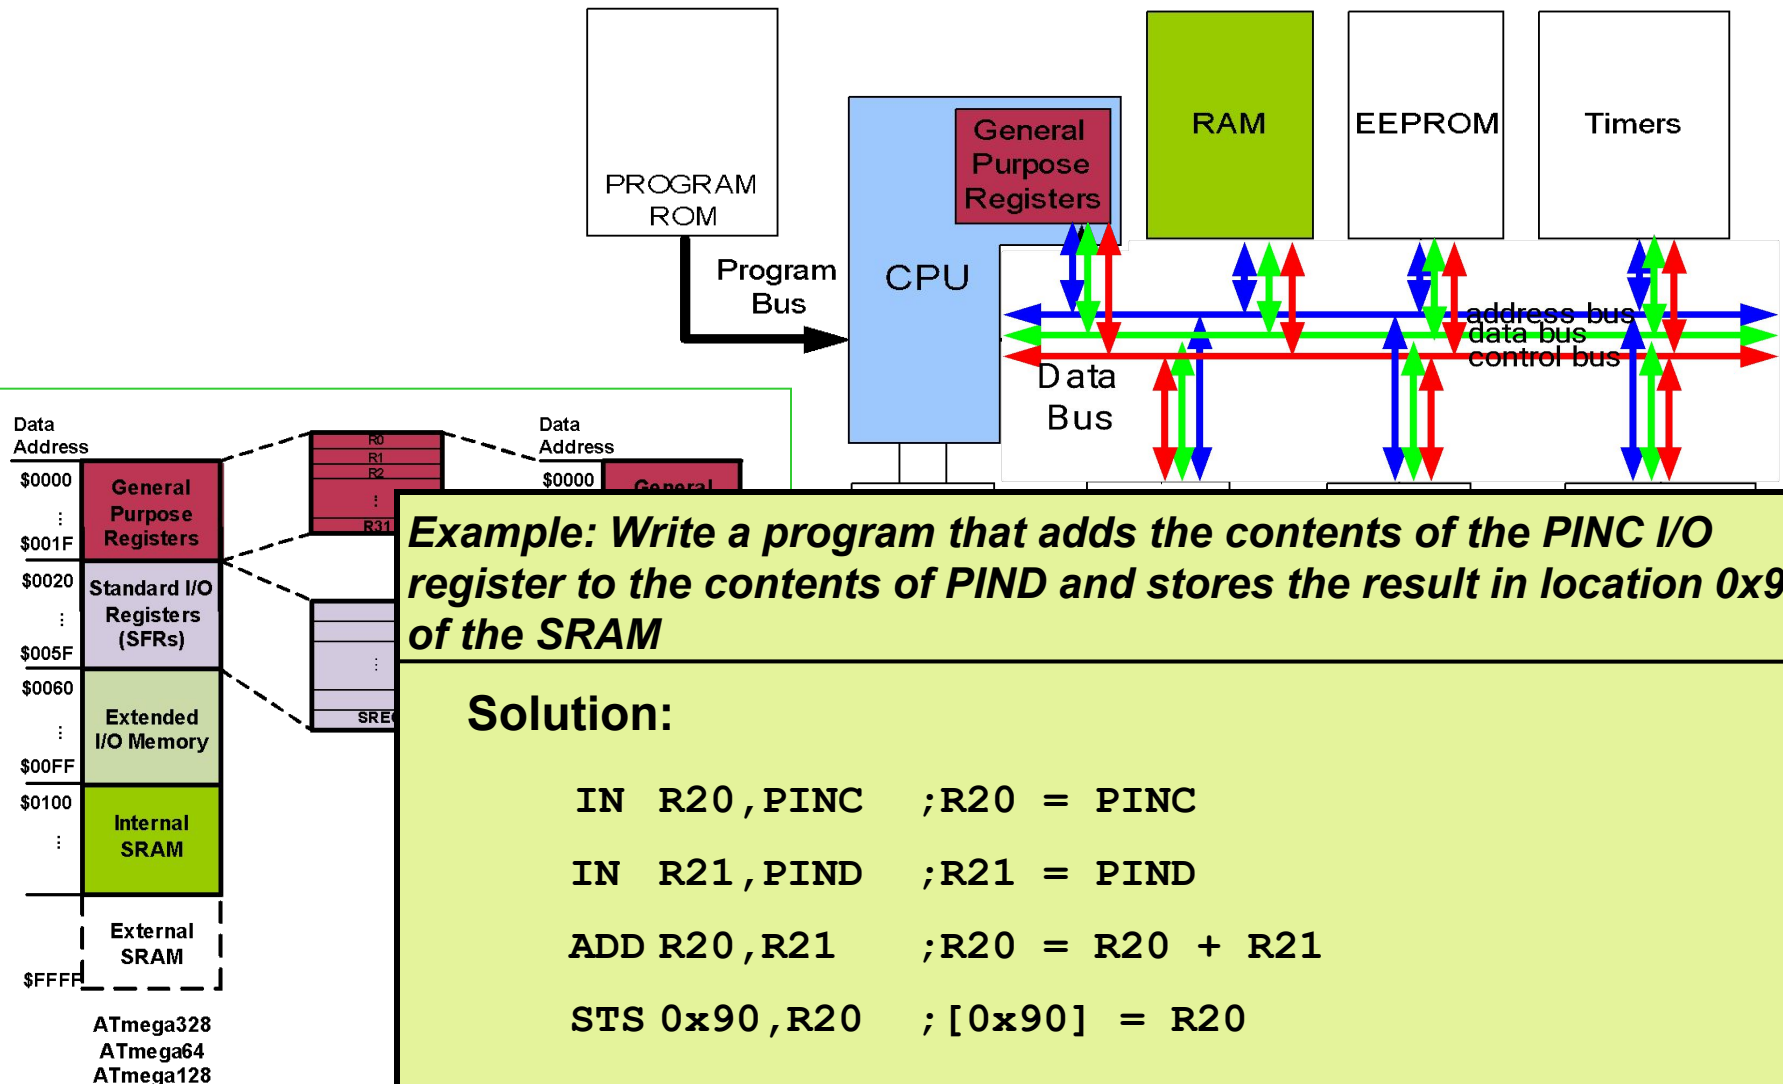 PROGRAM
ROM
Program
Bus
CPU
General
Purpose
Registers
RAM
EEPROM
Timers
address bus
data bus
control bus
Data
Bus
Data
Address
$0000
⋮
$001F
$0020
⋮
$005F
$0060
⋮
$00FF
$0100
⋮
$FFFF
General
Purpose
Registers
Standard I/O
Registers
(SFRs)
Extended
I/O Memory
Internal
SRAM
External
SRAM
ATmega328
ATmega64
ATmega128
R0
R1
R2
⋮
R31
⋮
SRE
Data
Address
$0000
General
Example: Write a program that adds the contents of the PINC I/O
register to the contents of PIND and stores the result in location 0x9
of the SRAM
Solution:
IN R20,PINC ;R20 = PINC
IN R21,PIND ;R21 = PIND
ADD R20,R21 ;R20 = R20 + R21
STS 0x90,R20 ;[0x90] = R20